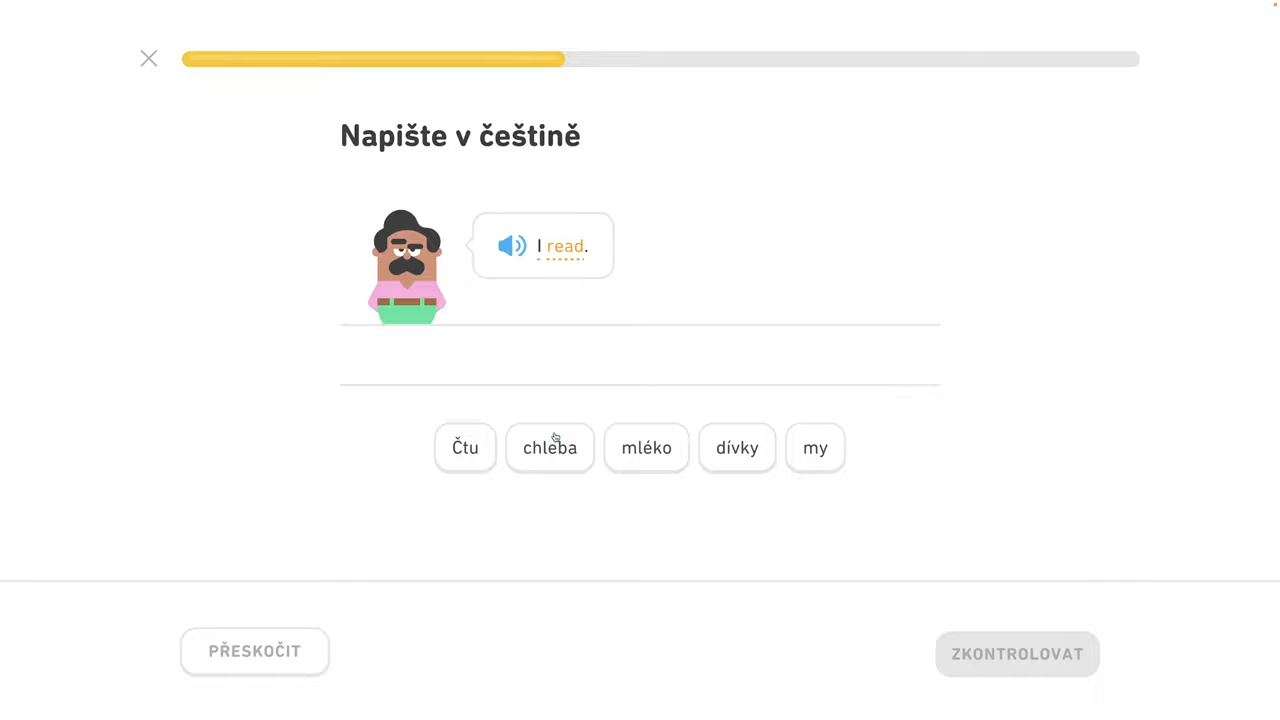 Napište v češtině
I read.
Čtu chleba mléko dívky my
PŘESKOČIT ZKONTROLOVAT